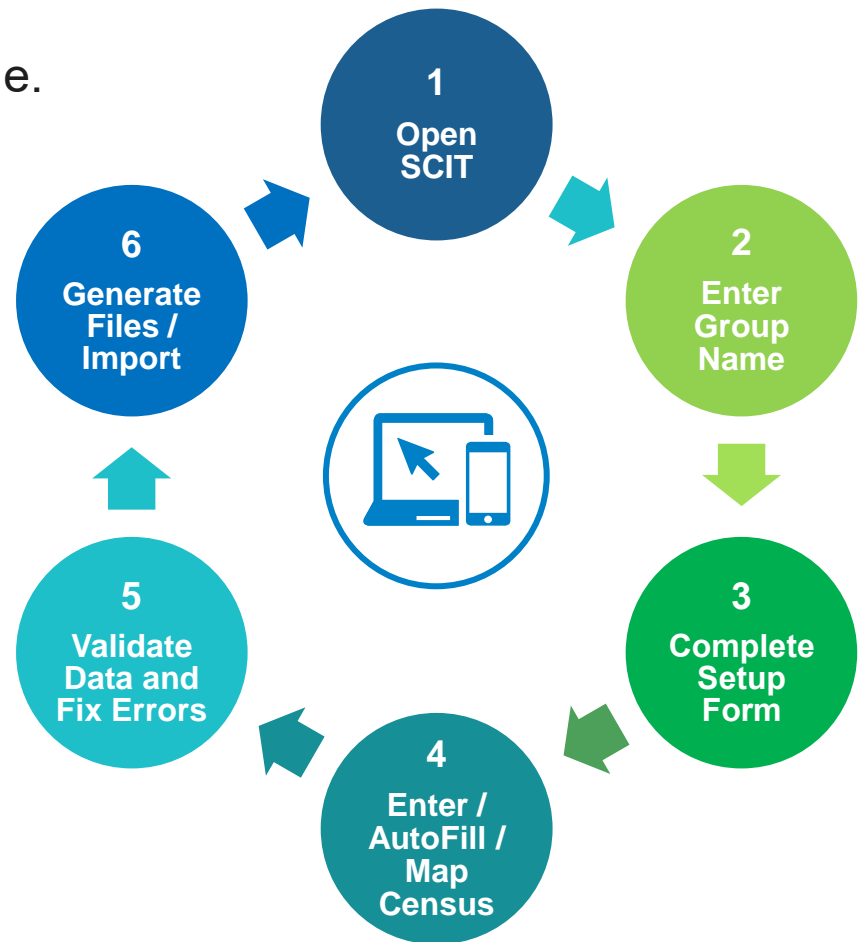 e.
1
Open
SCIT
2
Enter
Group
Name
3
Complete
Setup
Form
4
Enter /
AutoFill /
Map
Census
5
Validate
Data and
Fix Errors
6
Generate
Files /
Import